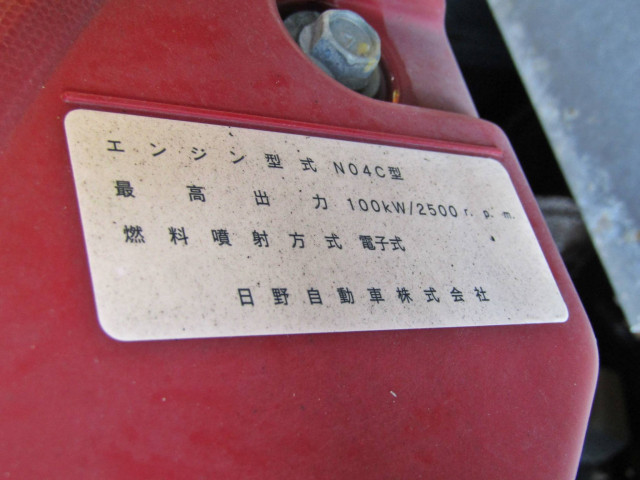 エンジン型式 N04C型
最高出力 100kW/2500r.p.m.
燃料噴射方式 電子式
日野自動車株式会社